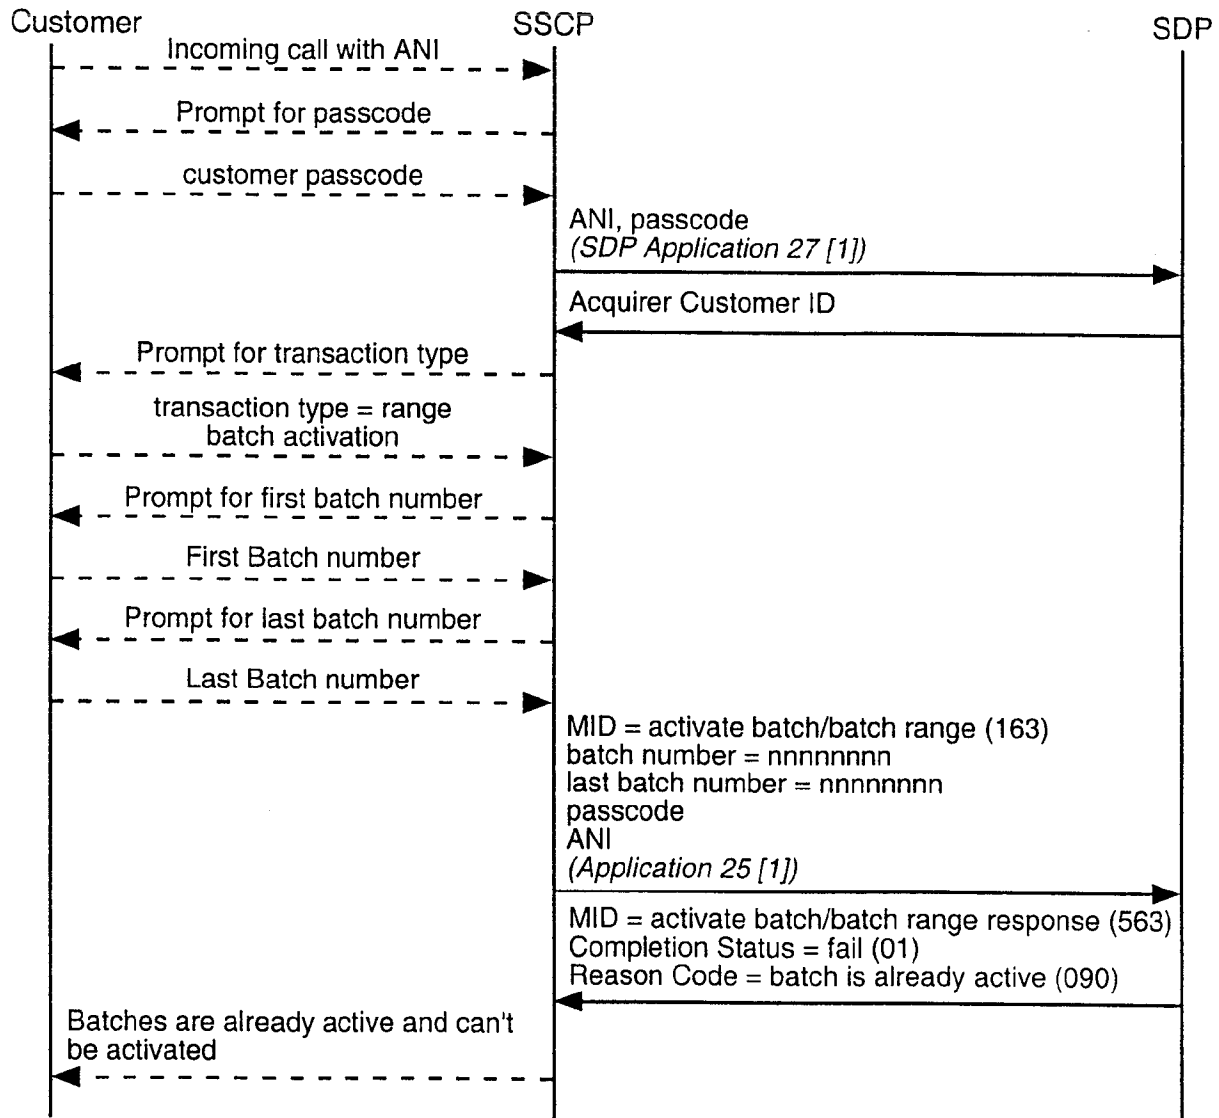 Customer
SSCP
SDP
Incoming call with ANI
Prompt for passcode
customer passcode
ANI, passcode
(SDP Application 27 [1])
Acquirer Customer ID
Prompt for transaction type
transaction type = range
batch activation
Prompt for first batch number
First Batch number
Prompt for last batch number
Last Batch number
MID = activate batch/batch range (163)
batch number = nnnnnnnnn
last batch number = nnnnnnnnn
passcode
ANI
(Application 25 [1])
MID = activate batch/batch range response (563)
Completion Status = fail (01)
Reason Code = batch is already active (090)
Batches are already active and can't
be activated